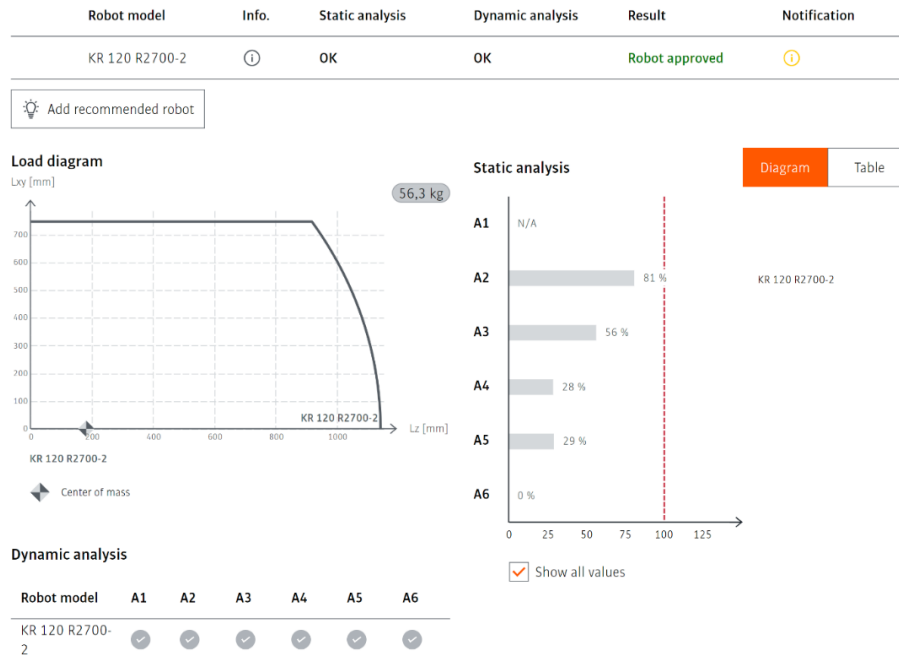 Robot model Info. Static analysis Dynamic analysis Result Notification
KR 120 R2700-2 OK OK Robot approved
Add recommended robot
Load diagram
Lxy [mm]
56,3 kg
700
600
500
400
300
200
100
0
KR 120 R2700-2
Lz [mm]
0 200 400 600 800 1000
KR 120 R2700-2
Center of mass
Static analysis
Diagram Table
A1 N/A
A2 81 %
KR 120 R2700-2
A3 56 %
A4 28 %
A5 29 %
A6 0 %
0 25 50 75 100 125
Show all values
Dynamic analysis
Robot model A1 A2 A3 A4 A5 A6
KR 120 R2700-
2